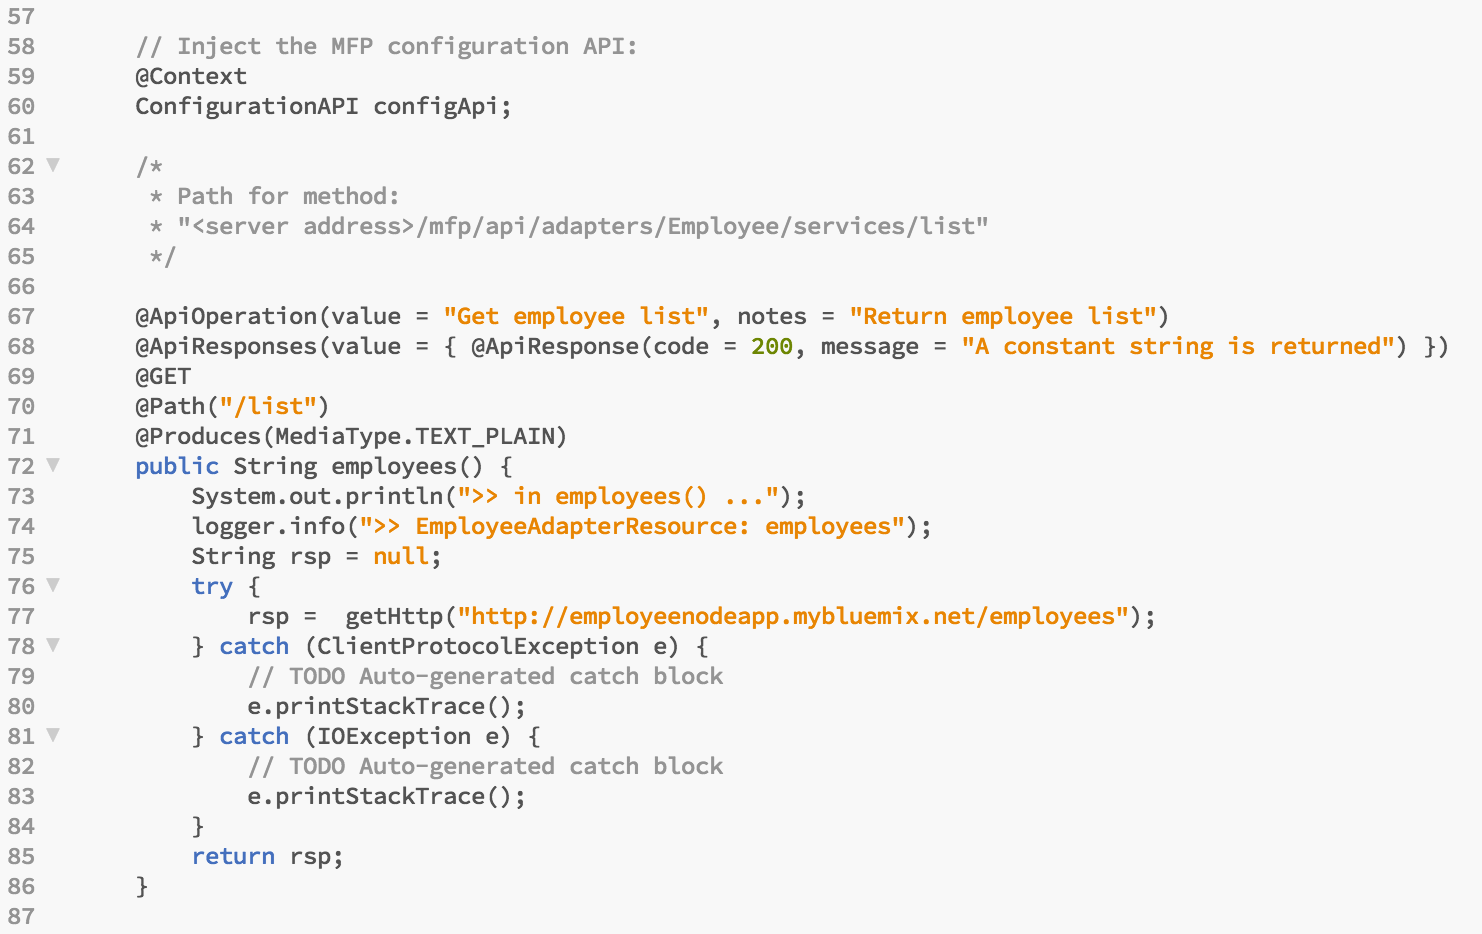 57
58 // Inject the MFP configuration API:
59 @Context
60 ConfigurationAPI configApi;
61
62 /*
63 * Path for method:
64 * "<server address>/mfp/api/adapters/Employee/services/list"
65 */
66
67 @ApiOperation(value = "Get employee list", notes = "Return employee list")
68 @ApiResponses(value = { @ApiResponse(code = 200, message = "A constant string is returned") })
69 @GET
70 @Path("/list")
71 @Produces(MediaType.TEXT_PLAIN)
72 public String employees() {
73 System.out.println(">> in employees() ...");
74 logger.info(">> EmployeeAdapterResource: employees");
75 String rsp = null;
76 try {
77 rsp =  getHttp("http://employeenodeapp.mybluemix.net/employees");
78 } catch (ClientProtocolException e) {
79 // TODO Auto-generated catch block
80 e.printStackTrace();
81 } catch (IOException e) {
82 // TODO Auto-generated catch block
83 e.printStackTrace();
84 }
85 return rsp;
86 }
87